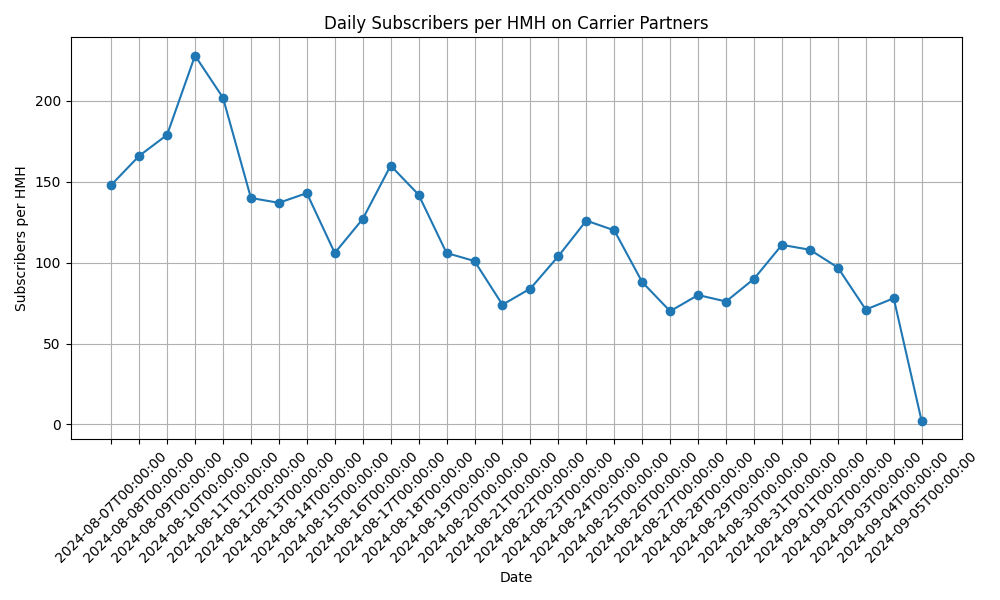 Daily Subscribers per HMH on Carrier Partners
Subscribers per HMH
200
150
100
50
0
2024-08-07T00:00:00
2024-08-08T00:00:00
2024-08-09T00:00:00
2024-08-10T00:00:00
2024-08-11T00:00:00
2024-08-12T00:00:00
2024-08-13T00:00:00
2024-08-14T00:00:00
2024-08-15T00:00:00
2024-08-16T00:00:00
2024-08-17T00:00:00
2024-08-18T00:00:00
2024-08-19T00:00:00
2024-08-20T00:00:00
2024-08-21T00:00:00
2024-08-22T00:00:00
2024-08-23T00:00:00
2024-08-24T00:00:00
2024-08-25T00:00:00
2024-08-26T00:00:00
2024-08-27T00:00:00
2024-08-28T00:00:00
2024-08-29T00:00:00
2024-08-30T00:00:00
2024-08-31T00:00:00
2024-09-01T00:00:00
2024-09-02T00:00:00
2024-09-03T00:00:00
2024-09-04T00:00:00
2024-09-05T00:00:00
Date